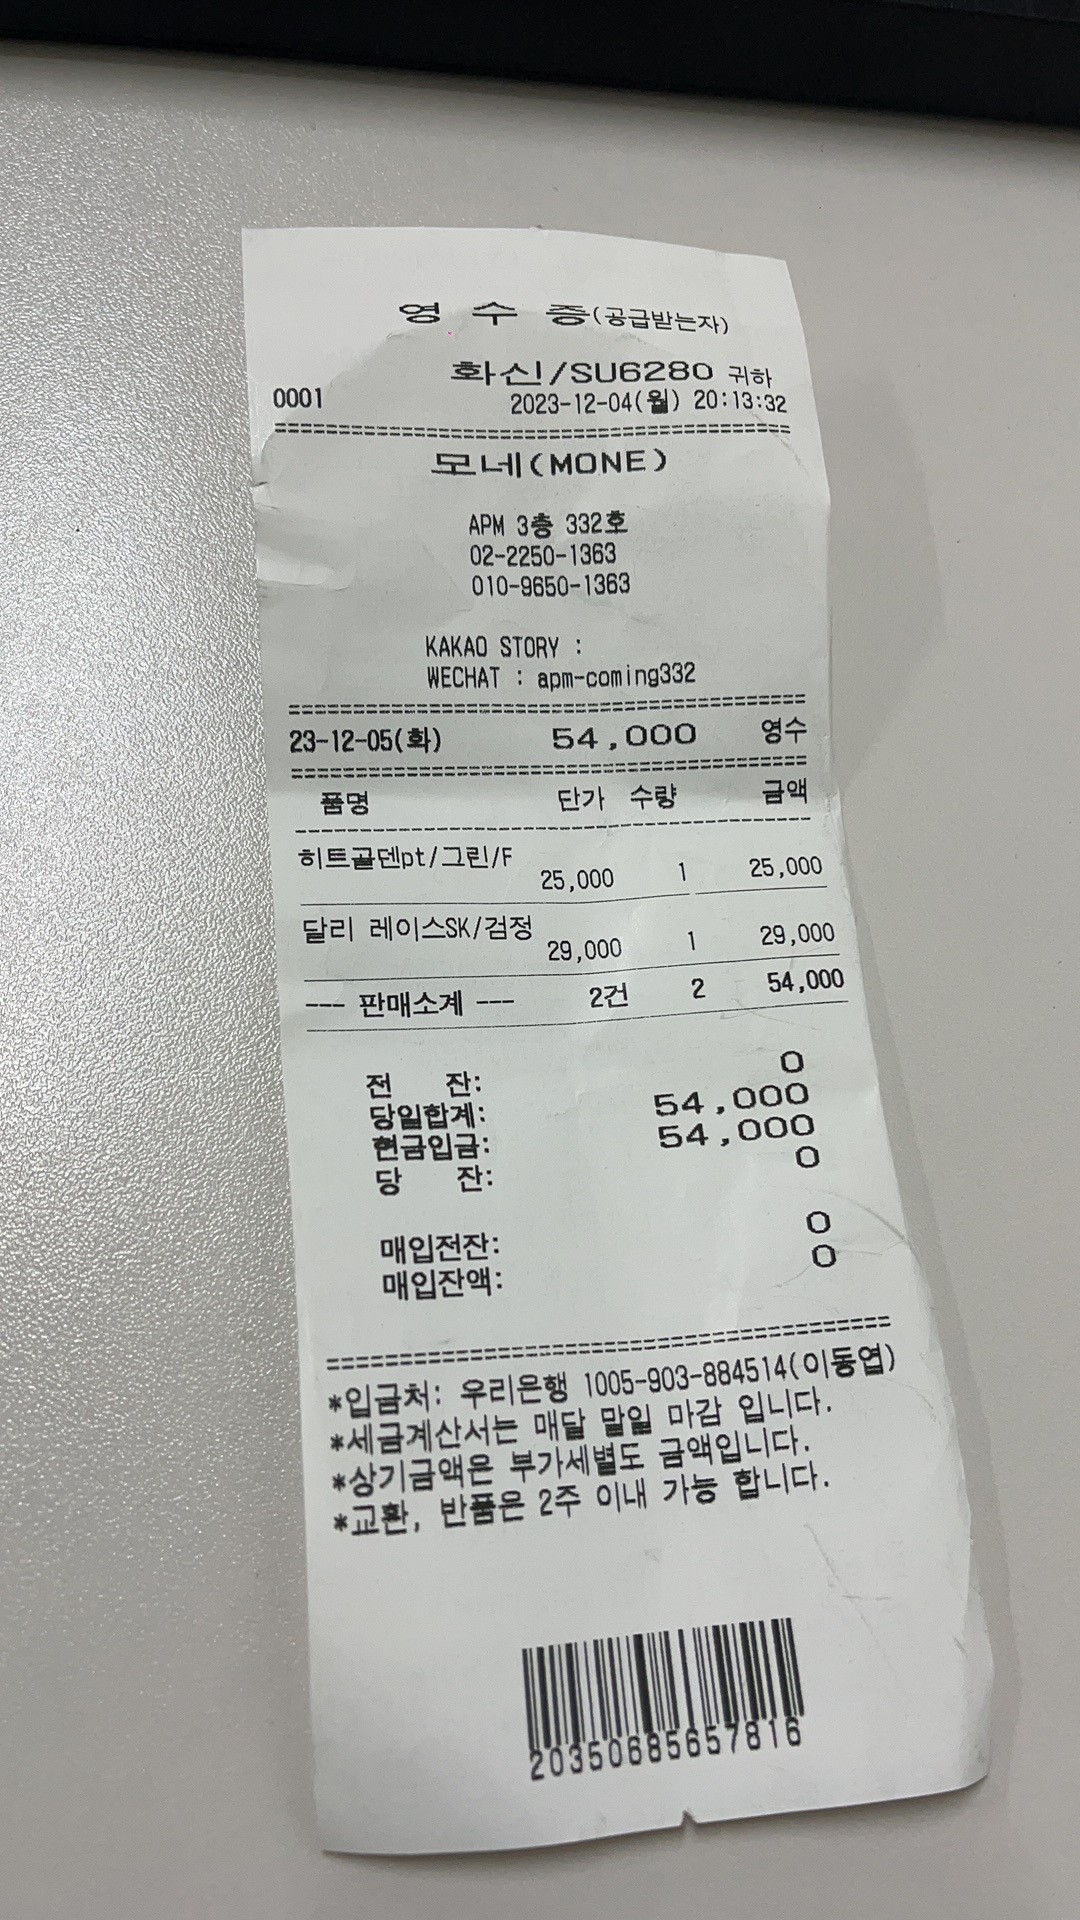 영 수 증(공급받는자)
화신/SU6280 귀하
0001 2023-12-04(월) 20:13:32
모네(MONE)
APM 3층 332호
02-2250-1363
010-9650-1363
KAKAO STORY :
WECHAT : apm-coming332
23-12-05(화) 54,000 영수
품명 단가 수량 금액
히트골덴pt/그린/F 25,000 1 25,000
달리 레이스SK/검정 29,000 1 29,000
--- 판매소계 --- 2건 2 54,000
전 잔: 0
당일합계: 54,000
현금입금: 54,000
당 잔: 0
매입전잔: 0
매입잔액: 0
*입금처: 우리은행 1005-903-884514(이동엽)
*세금계산서는 매달 말일 마감 입니다.
*상기금액은 부가세별도 금액입니다.
*교환, 반품은 2주 이내 가능 합니다.
20350685657816